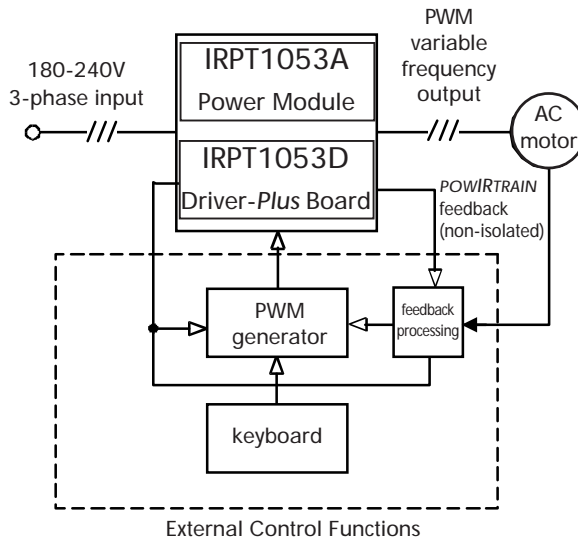 180-240V
3-phase input
IRPT1053A
Power Module
IRPT1053D
Driver-Plus Board
PWM
variable
frequency
output
AC
motor
POWIRTRAIN
feedback
(non-isolated)
PWM
generator
feedback
processing
keyboard
External Control Functions